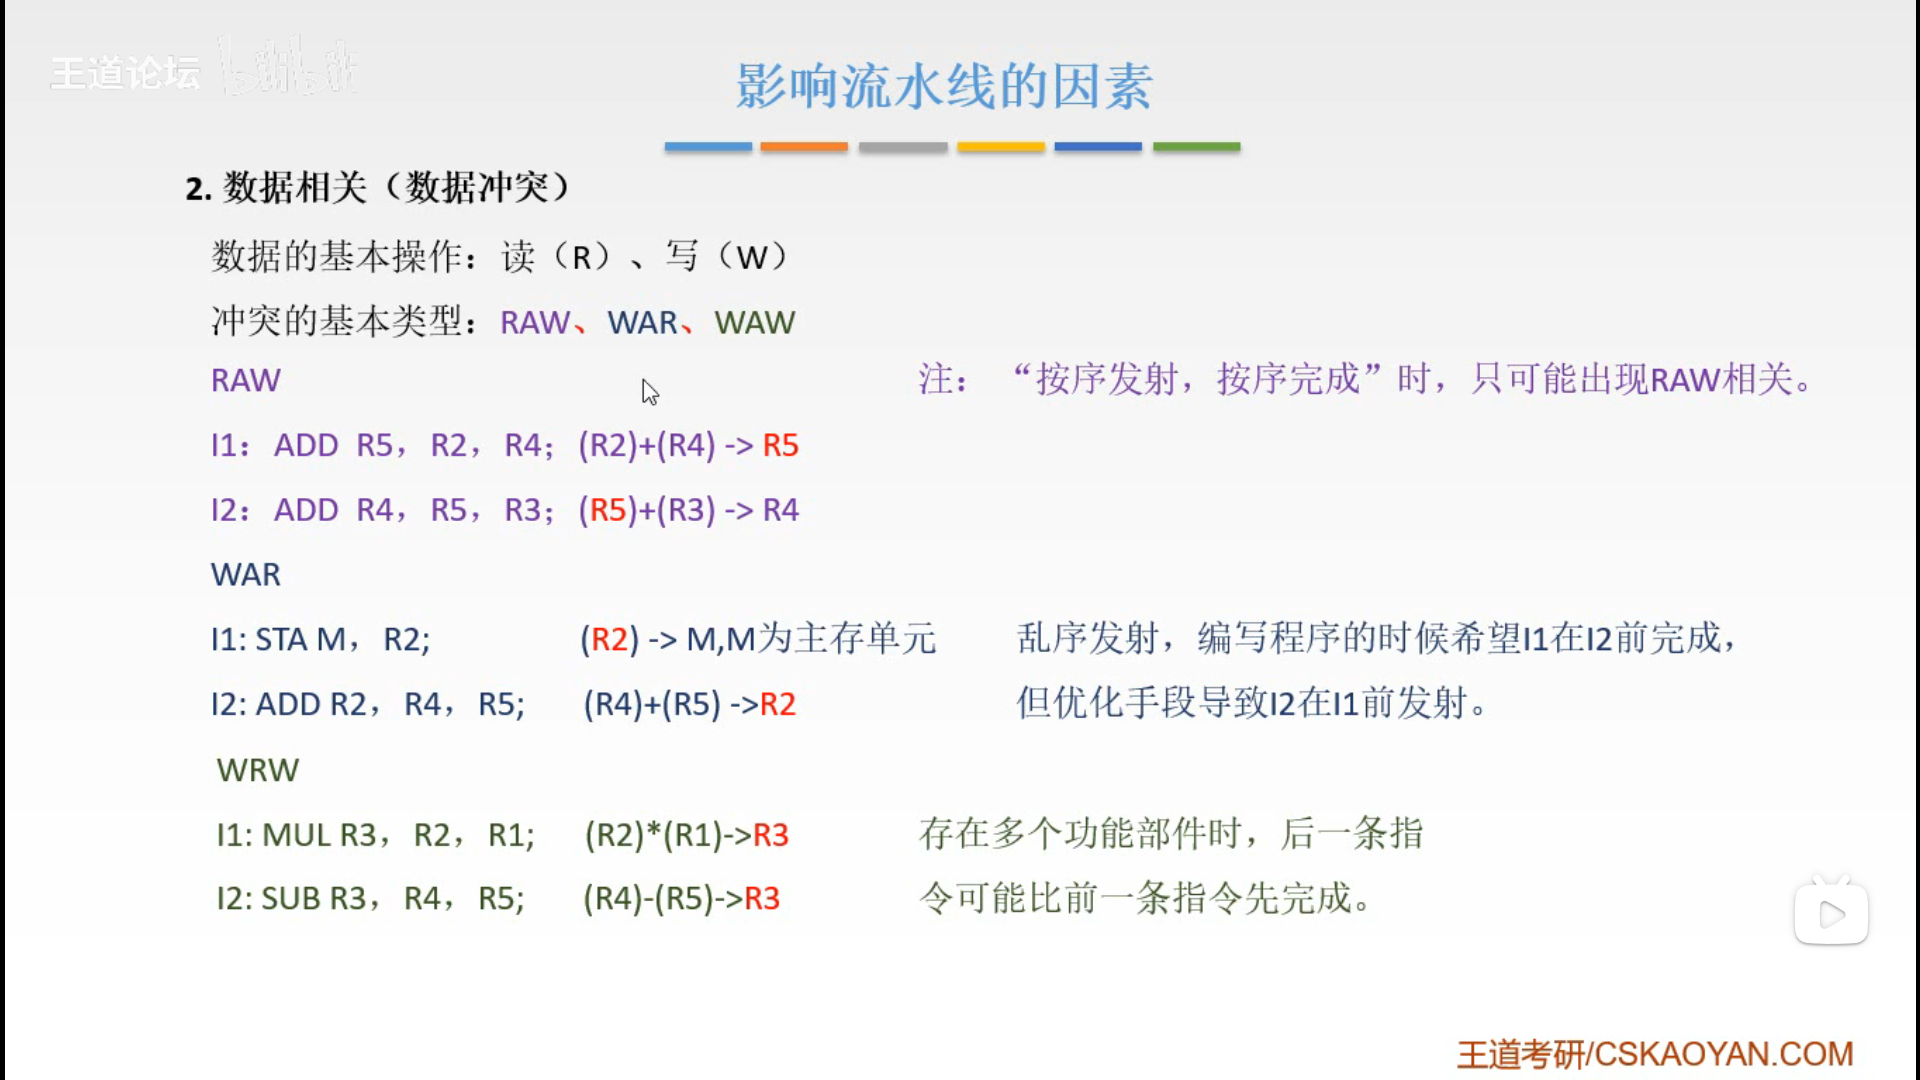 王道论坛 bilibili
影响流水线的因素
2. 数据相关（数据冲突）
数据的基本操作：读（R）、写（W）
冲突的基本类型：RAW、WAR、WAW
RAW
注：“按序发射，按序完成”时，只可能出现RAW相关。
I1：ADD R5，R2，R4；(R2)+(R4) -> R5
I2：ADD R4，R5，R3；(R5)+(R3) -> R4
WAR
I1: STA M，R2; (R2) -> M,M为主存单元
乱序发射，编写程序的时候希望I1在I2前完成，
I2: ADD R2，R4，R5; (R4)+(R5) ->R2
但优化手段导致I2在I1前发射。
WRW
I1: MUL R3，R2，R1; (R2)*(R1)->R3
存在多个功能部件时，后一条指
I2: SUB R3，R4，R5; (R4)-(R5)->R3
令可能比前一条指令先完成。
王道考研/CSKAOYAN.COM